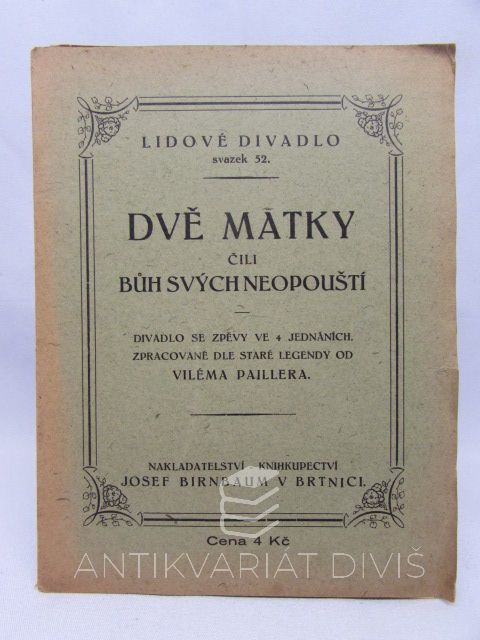 LIDOVÉ DIVADLO
svazek 52.
DVĚ MATKY
ČILI
BŮH SVÝCH NEOPOUŠTÍ
DIVADLO SE ZPĚVY VE 4 JEDNÁNÍCH.
ZPRACOVANÉ DLE STARÉ LEGENDY OD
VILÉMA PAILLERA.
NAKLADATELSTVÍ KNIHKUPECTVÍ
JOSEF BIRNBAUM V BRTNICI.
Cena 4 Kč
ANTIKVARIÁT DIVIŠ